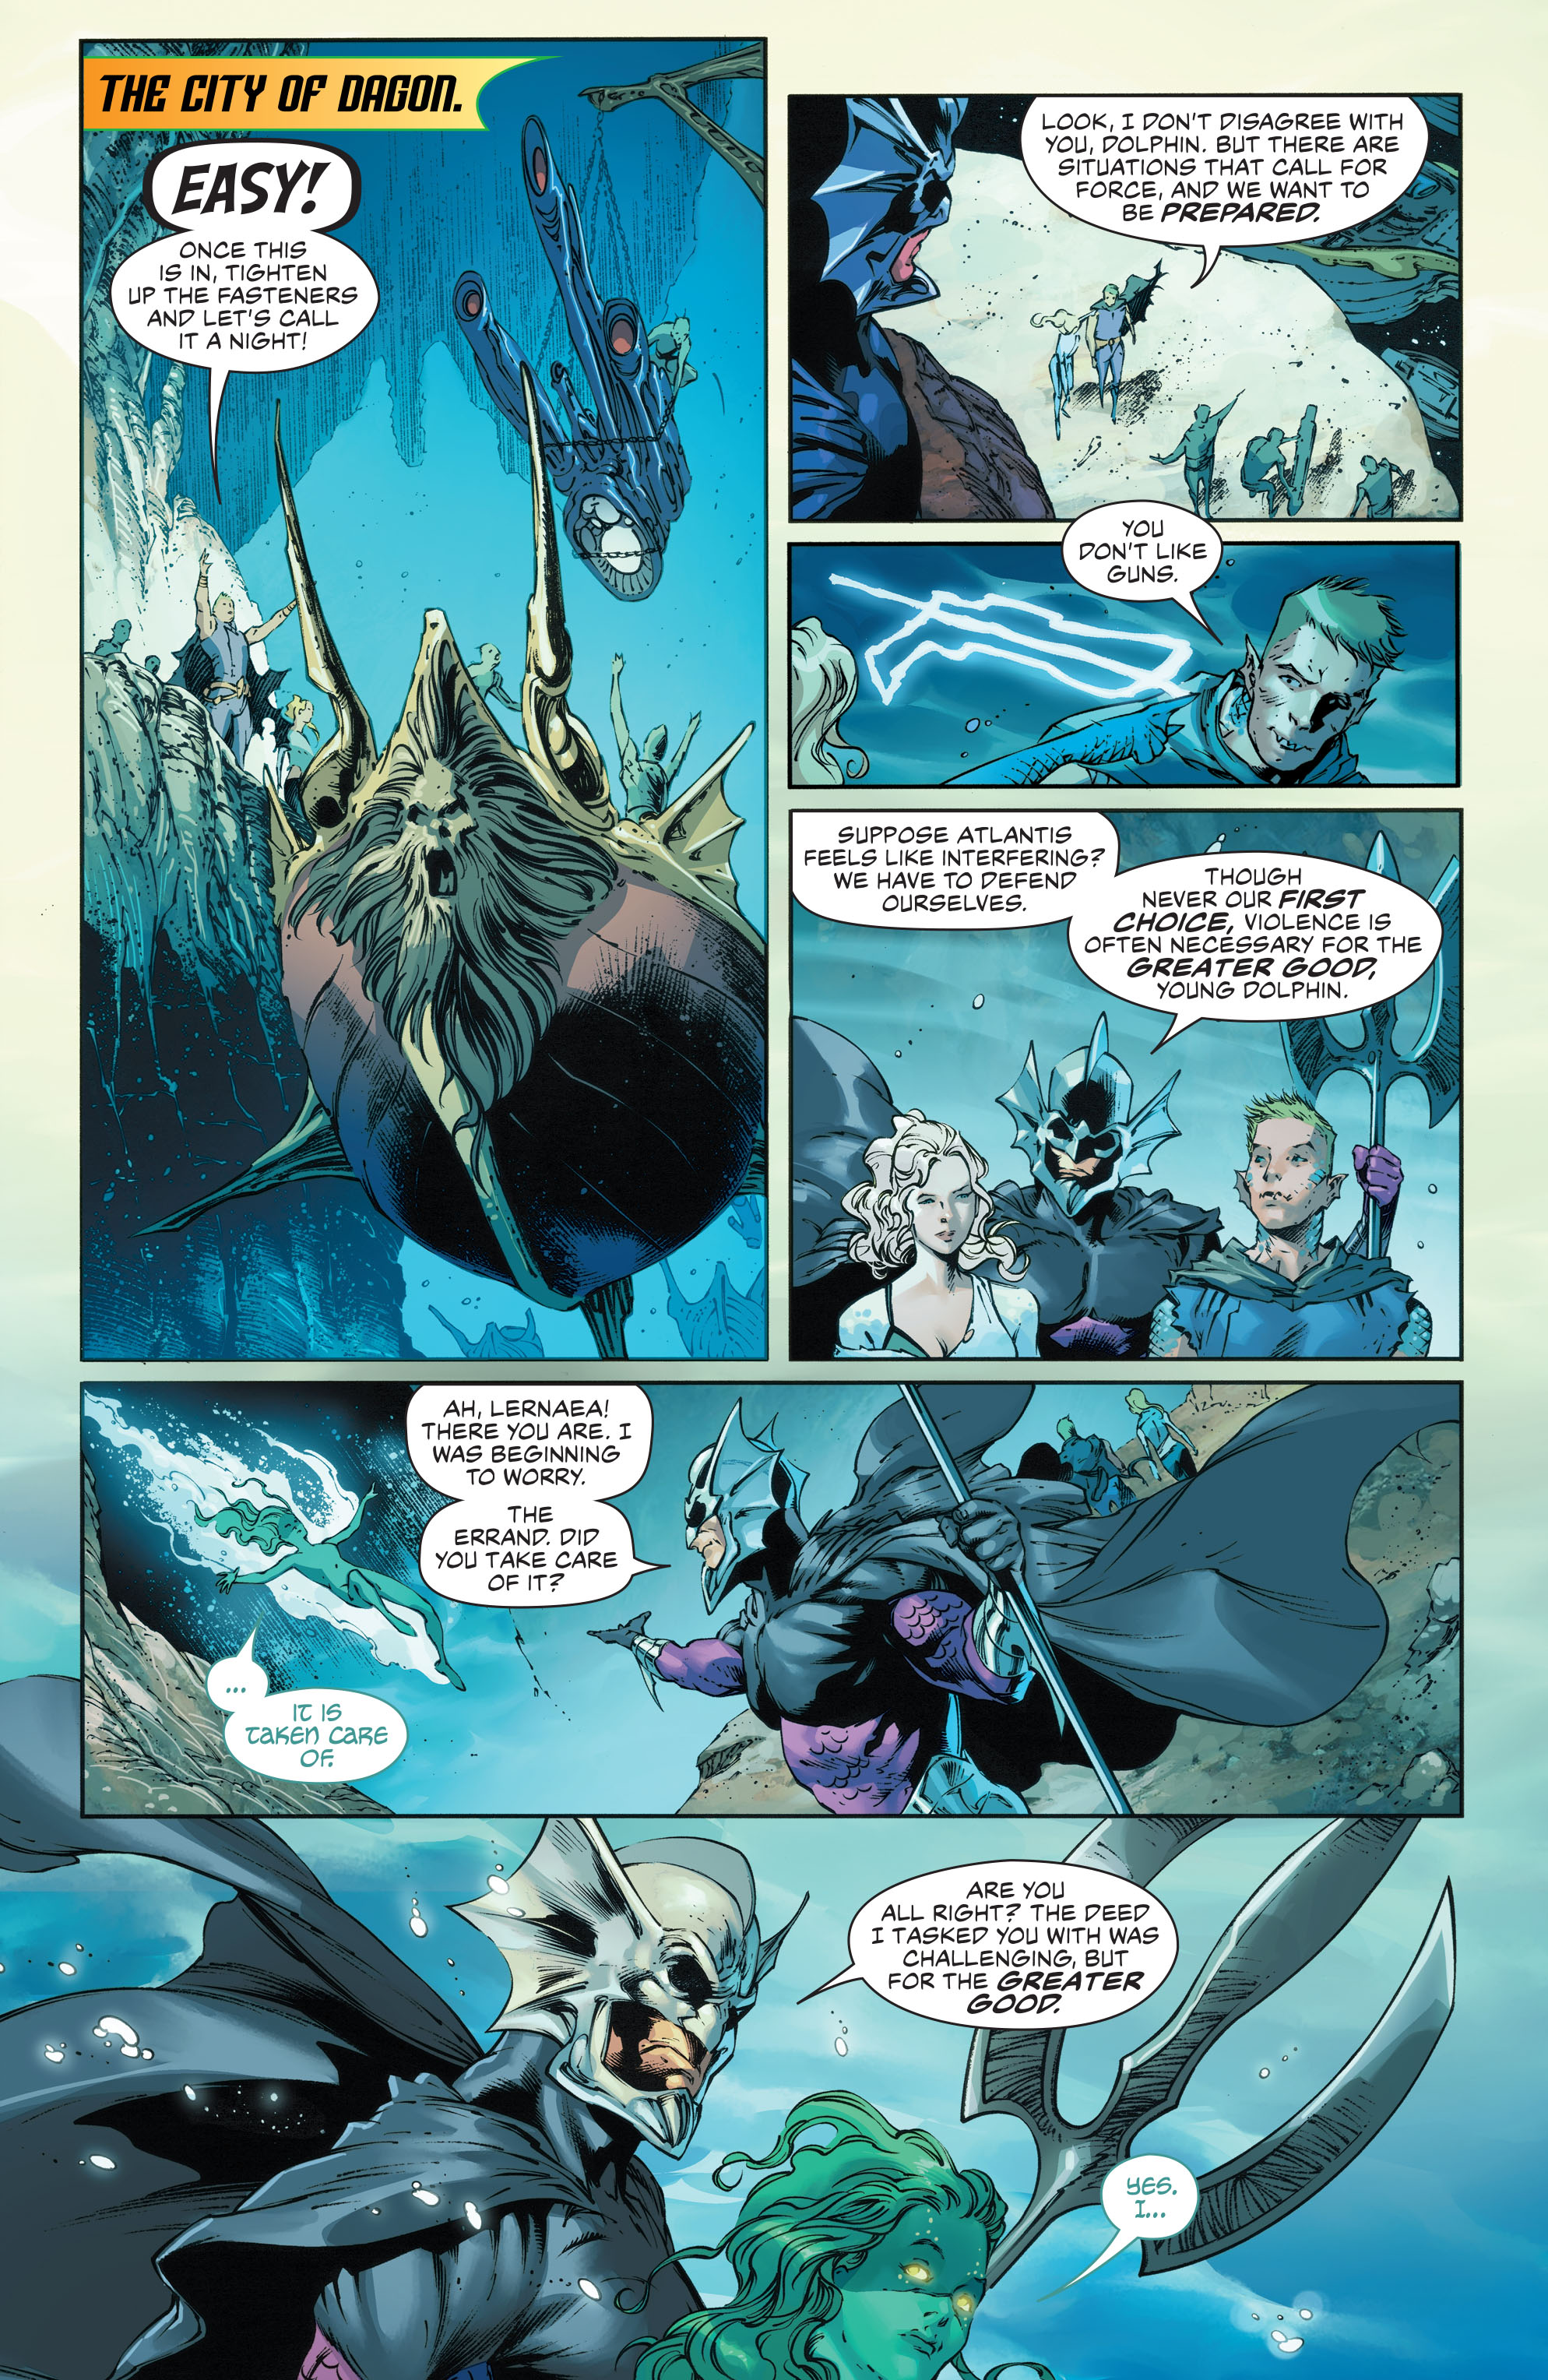 THE CITY OF DAGON.
EASY!
ONCE THIS
IS IN, TIGHTEN
UP THE FASTENERS
AND LET'S CALL
IT A NIGHT!
LOOK, I DON'T DISAGREE WITH
YOU, DOLPHIN. BUT THERE ARE
SITUATIONS THAT CALL FOR
FORCE, AND WE WANT TO
BE PREPARED.
YOU
DON'T LIKE
GUNS.
SUPPOSE ATLANTIS
FEELS LIKE INTERFERING?
WE HAVE TO DEFEND
OURSELVES.
THOUGH
NEVER OUR FIRST
CHOICE, VIOLENCE IS
OFTEN NECESSARY FOR THE
GREATER GOOD,
YOUNG DOLPHIN.
AH, LERNAEA!
THERE YOU ARE. I
WAS BEGINNING
TO WORRY.
THE
ERRAND. DID
YOU TAKE CARE
OF IT?
...
IT IS
TAKEN CARE
OF.
ARE YOU
ALL RIGHT? THE DEED
I TASKED YOU WITH WAS
CHALLENGING, BUT
FOR THE GREATER
GOOD.
YES.
I...